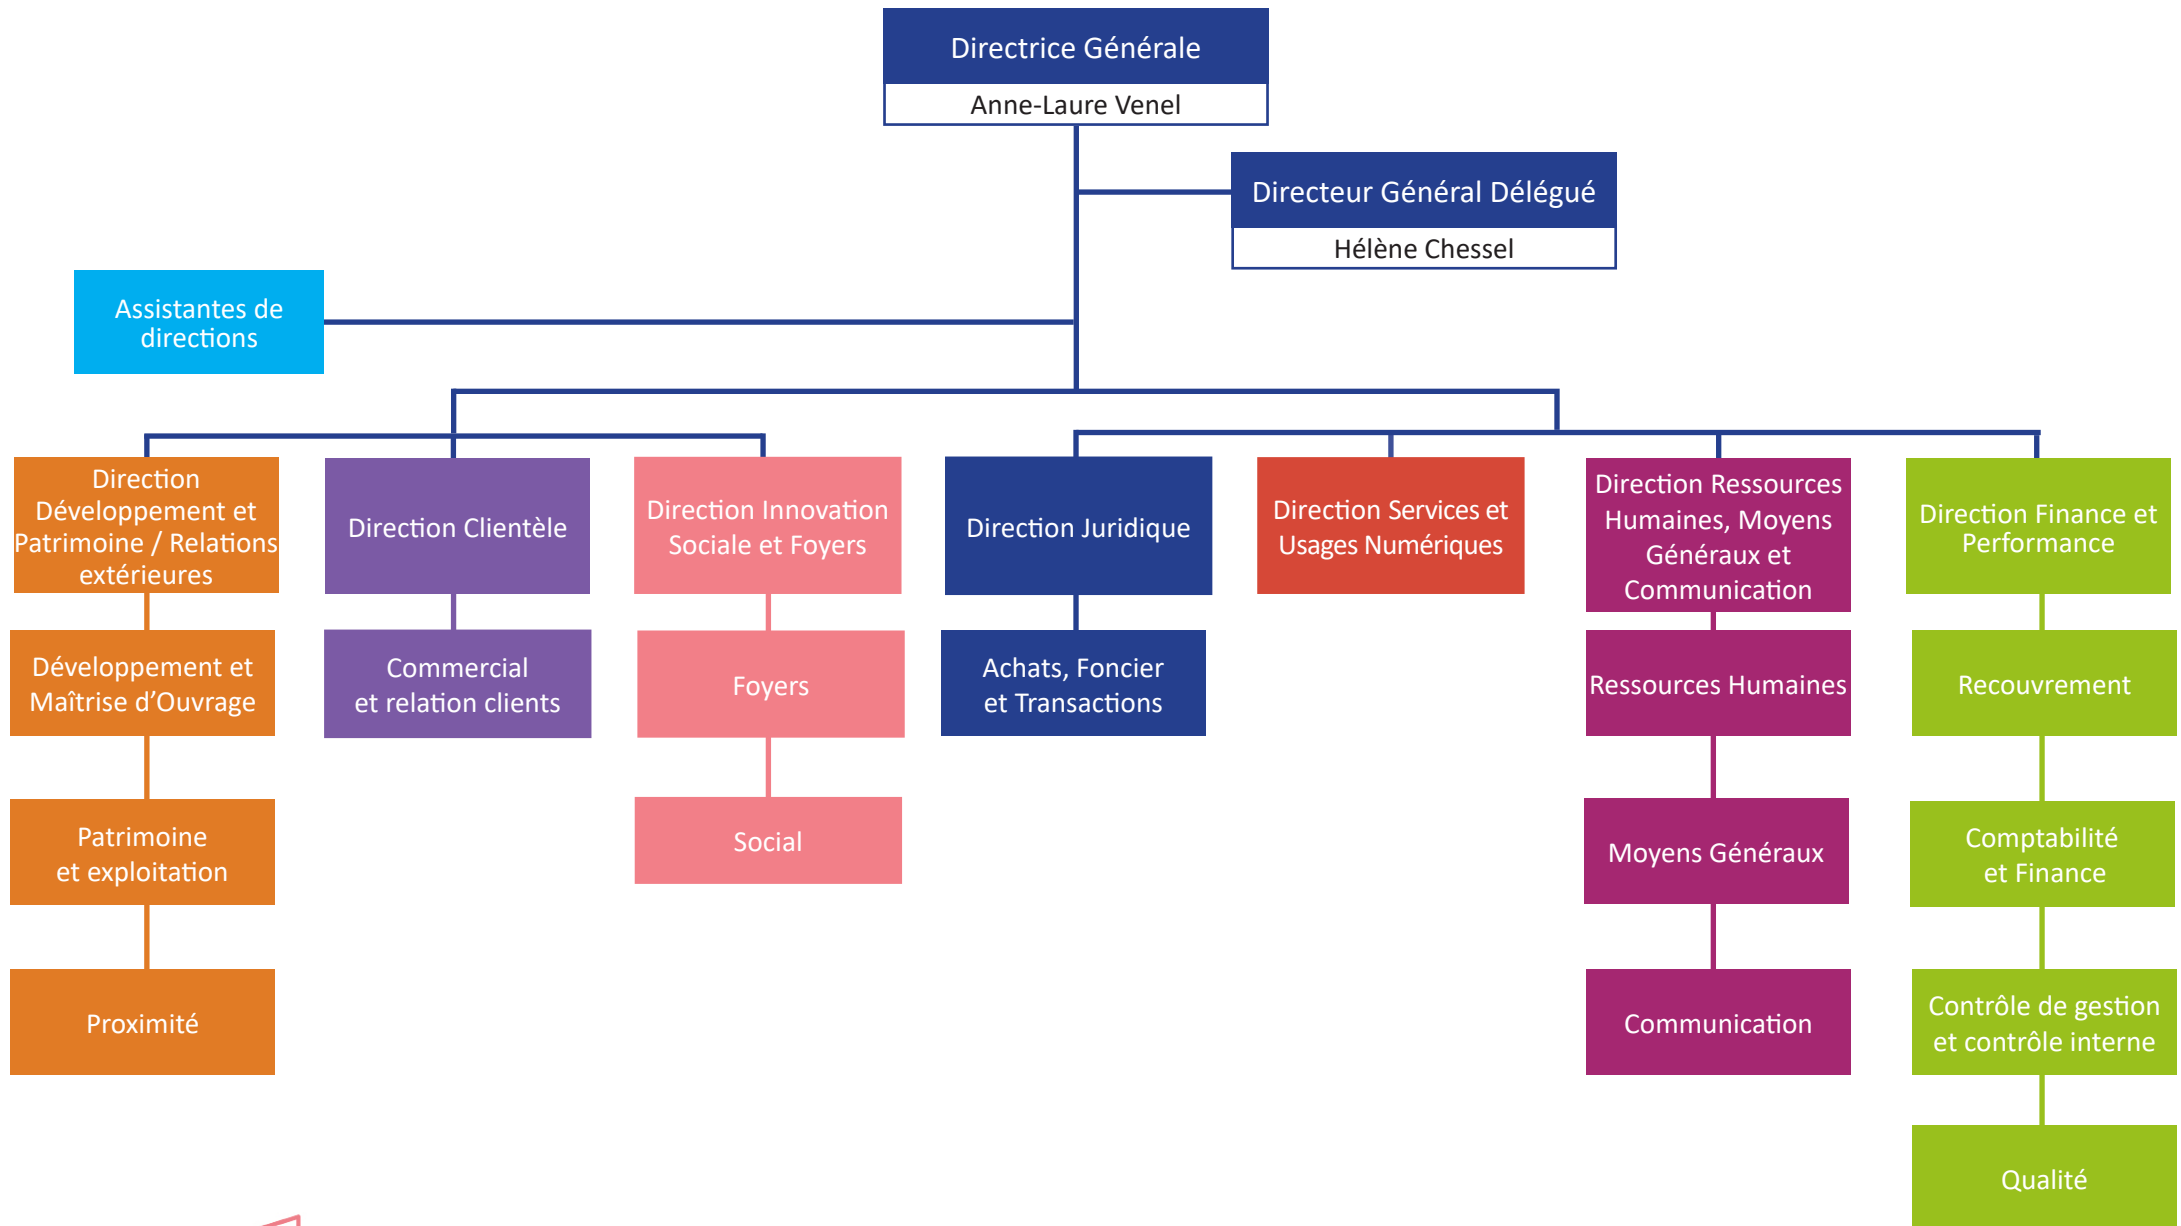 Directrice Générale
Anne-Laure Venel
Directeur Général Délégué
Hélène Chessel
Assistantes de
directions
Direction
Développement et
Patrimoine / Relations
extérieures
Direction Clientèle
Direction Innovation
Sociale et Foyers
Direction Juridique
Direction Services et
Usages Numériques
Direction Ressources
Humaines, Moyens
Généraux et
Communication
Direction Finance et
Performance
Développement et
Maîtrise d’Ouvrage
Commercial
et relation clients
Foyers
Achats, Foncier
et Transactions
Ressources Humaines
Recouvrement
Patrimoine
et exploitation
Social
Moyens Généraux
Comptabilité
et Finance
Proximité
Communication
Contrôle de gestion
et contrôle interne
Qualité